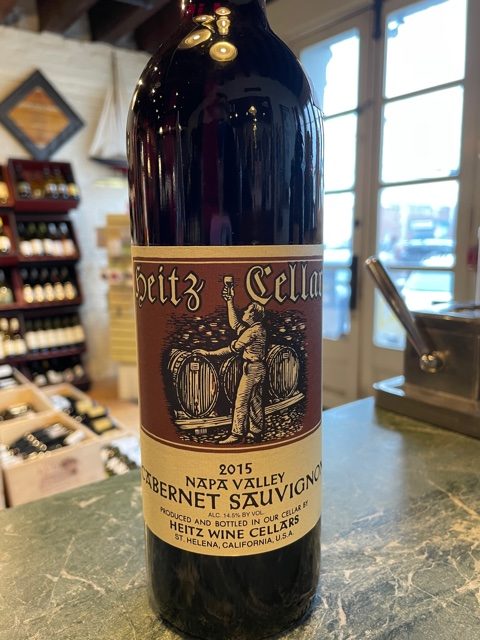 Heitz Cellar
2015
NAPA VALLEY
CABERNET SAUVIGNON
ALC. 14.5% BY VOL.
PRODUCED AND BOTTLED IN OUR CELLAR BY
HEITZ WINE CELLARS
ST. HELENA, CALIFORNIA, U.S.A.